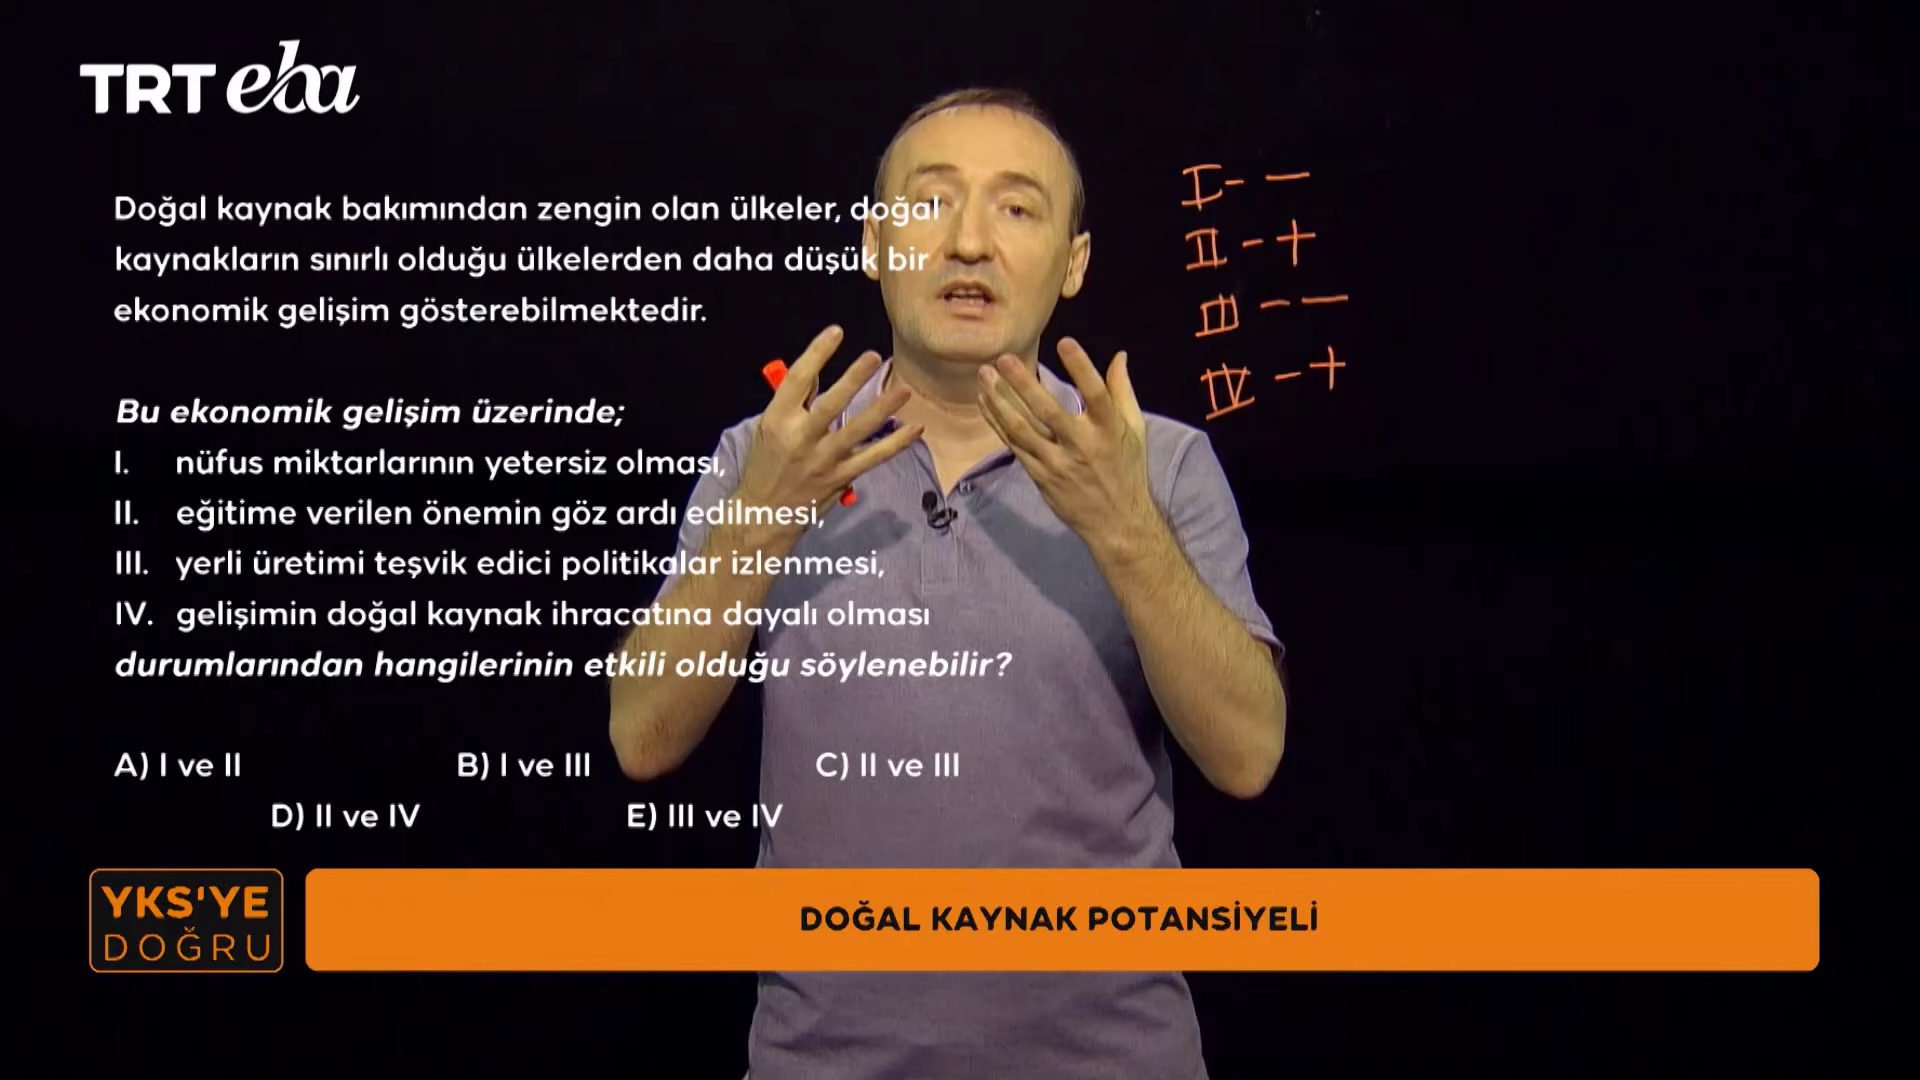 TRT eba
Doğal kaynak bakımından zengin olan ülkeler, doğal
kaynakların sınırlı olduğu ülkelerden daha düşük bir
ekonomik gelişim gösterebilmektedir.
Bu ekonomik gelişim üzerinde;
I. nüfus miktarlarının yetersiz olması,
II. eğitime verilen önemin göz ardı edilmesi,
III. yerli üretimi teşvik edici politikalar izlenmesi,
IV. gelişimin doğal kaynak ihracatına dayalı olması
durumlarından hangilerinin etkili olduğu söylenebilir?
A) I ve II B) I ve III C) II ve III
D) II ve IV E) III ve IV
I - -
II - +
III - -
IV - +
YKS'YE
DOĞRU
DOĞAL KAYNAK POTANSİYELİ